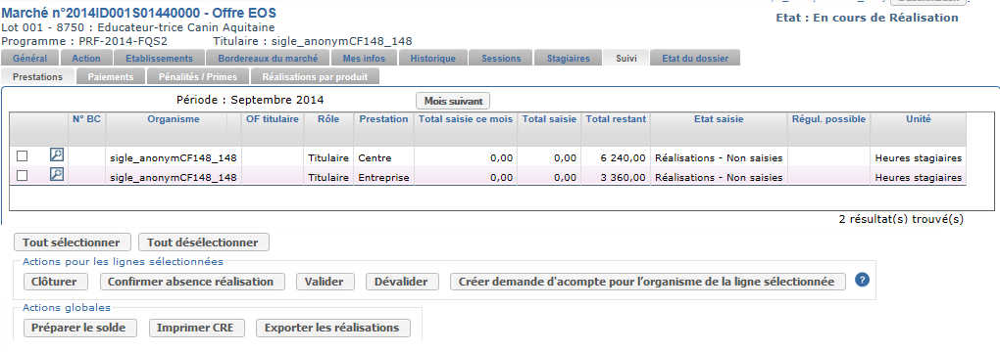 Marché n°2014ID001S01440000 - Offre EOS
Lot 001 - 8750 : Educateur-trice Canin Aquitaine
Etat : En cours de Réalisation
Programme : PRF-2014-FQS2 Titulaire : sigle_anonymCF148_148
Général Action Etablissements Bordereaux du marché Mes infos Historique Sessions Stagiaires Suivi Etat du dossier
Prestations Paiements Pénalités / Primes Réalisations par produit
Période : Septembre 2014 Mois suivant
N° BC Organisme OF titulaire Rôle Prestation Total saisie ce mois Total saisie Total restant Etat saisie Régul. possible Unité
sigle_anonymCF148_148 Titulaire Centre 0,00 0,00 6 240,00 Réalisations - Non saisies Heures stagiaires
sigle_anonymCF148_148 Titulaire Entreprise 0,00 0,00 3 360,00 Réalisations - Non saisies Heures stagiaires
2 résultat(s) trouvé(s)
Tout sélectionner Tout désélectionner
Actions pour les lignes sélectionnées
Clôturer Confirmer absence réalisation Valider Dévalider Créer demande d'acompte pour l'organisme de la ligne sélectionnée ?
Actions globales
Préparer le solde Imprimer CRE Exporter les réalisations